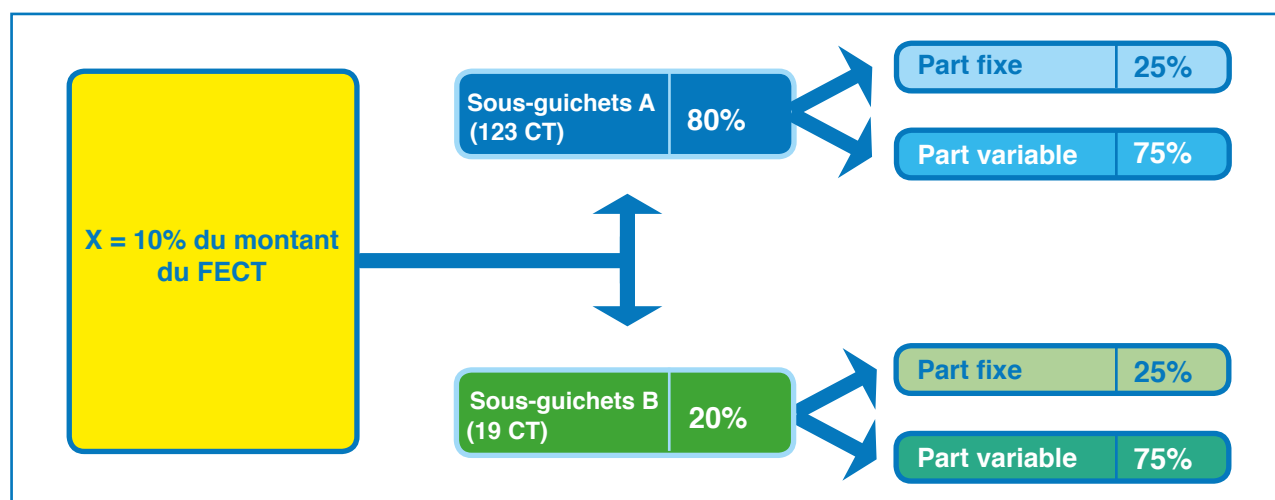 X = 10% du montant
du FECT
Sous-guichets A
(123 CT)
80%
Part fixe
25%
Part variable
75%
Sous-guichets B
(19 CT)
20%
Part fixe
25%
Part variable
75%